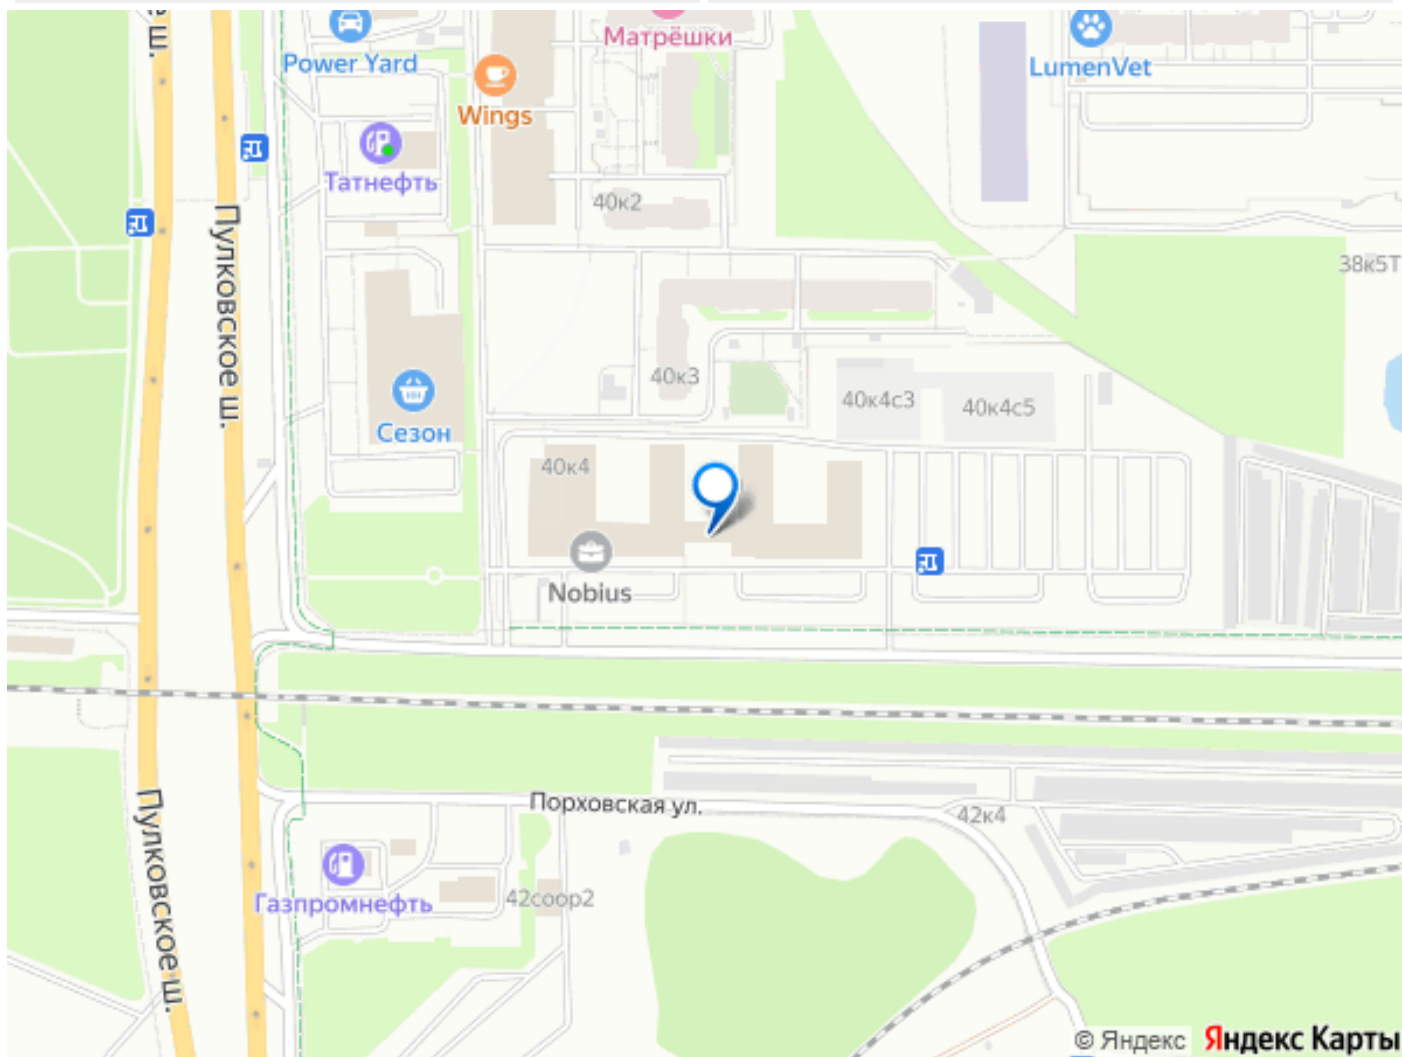 Ш.
Матрёшки
Power Yard
LumenVet
Wings
Татнефть
40к2
Пулковское ш.
38к5Т
40к3
40к4с3
40к4с5
Сезон
40к4
Nobius
Пулковское ш.
Порховская ул.
42к4
Газпромнефть
42соор2
© Яндекс Яндекс Карты